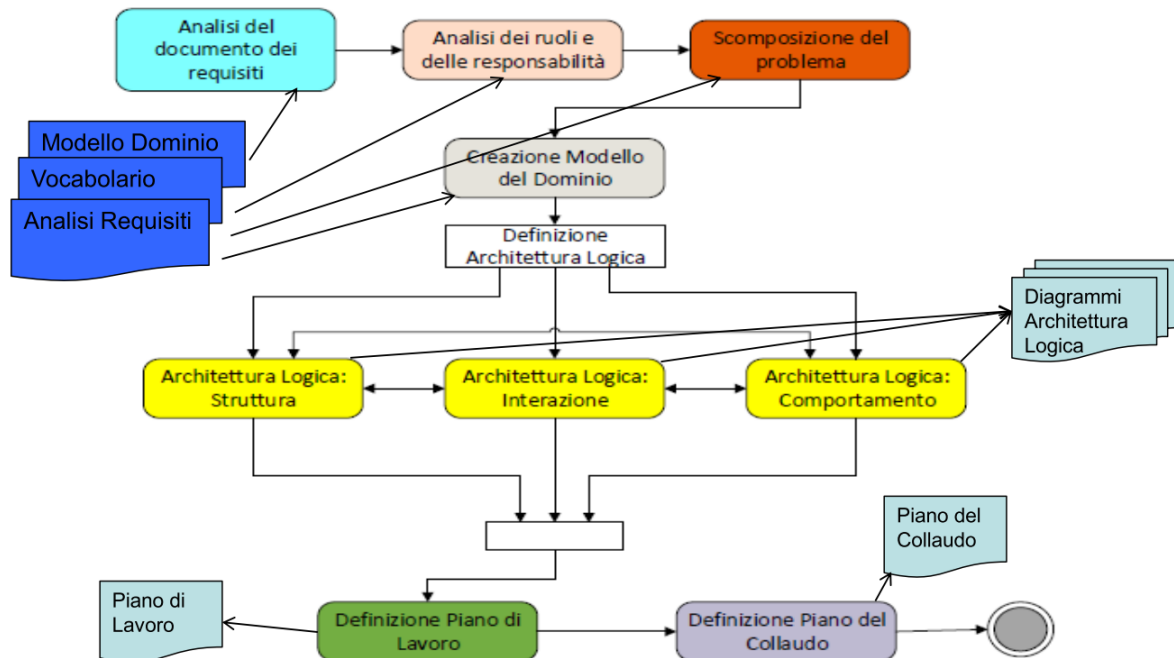 Analisi del
documento dei
requisiti
Analisi dei ruoli e
delle responsabilità
Scomposizione del
problema
Modello Dominio
Vocabolario
Analisi Requisiti
Creazione Modello
del Dominio
Definizione
Architettura Logica
Diagrammi
Architettura
Logica
Architettura Logica:
Struttura
Architettura Logica:
Interazione
Architettura Logica:
Comportamento
Piano del
Collaudo
Piano di
Lavoro
Definizione Piano di
Lavoro
Definizione Piano del
Collaudo